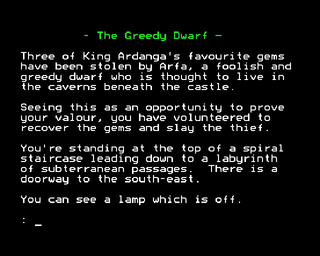 - The Greedy Dwarf -
Three of King Ardanga's favourite gems
have been stolen by Arfa, a foolish and
greedy dwarf who is thought to live in
the caverns beneath the castle.
Seeing this as an opportunity to prove
your valour, you have volunteered to
recover the gems and slay the thief.
You're standing at the top of a spiral
staircase leading down to a labyrinth
of subterranean passages.  There is a
doorway to the south-east.
You can see a lamp which is off.
: _